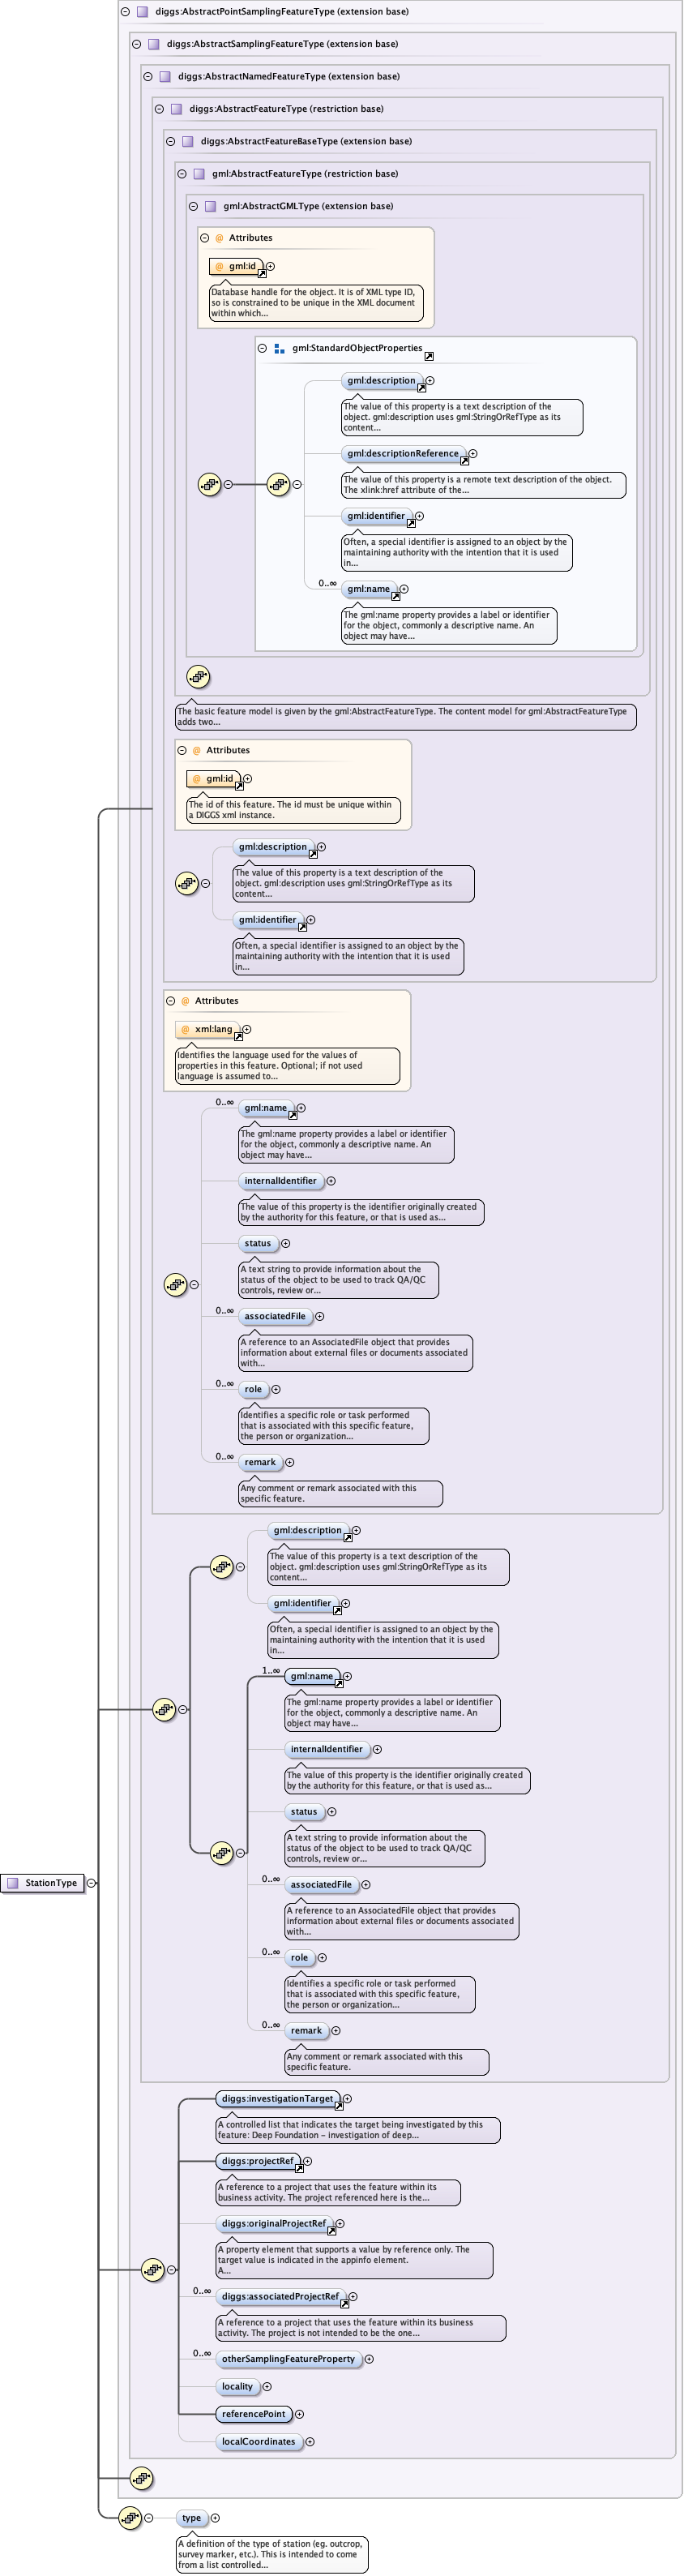 diggs:AbstractPointSamplingFeatureType (extension base)
diggs:AbstractSamplingFeatureType (extension base)
diggs:AbstractNamedFeatureType (extension base)
diggs:AbstractFeatureType (restriction base)
diggs:AbstractFeatureBaseType (extension base)
gml:AbstractFeatureType (restriction base)
gml:AbstractGMLType (extension base)
@ Attributes
@ gml:id
Database handle for the object. It is of XML type ID,
so is constrained to be unique in the XML document
within which...
gml:StandardObjectProperties
gml:description
The value of this property is a text description of the
object. gml:description uses gml:StringOrRefType as its
content...
gml:descriptionReference
The value of this property is a remote text description of the object.
The xlink:href attribute of the...
gml:identifier
Often, a special identifier is assigned to an object by the
maintaining authority with the intention that it is used
in...
0..∞
gml:name
The gml:name property provides a label or identifier
for the object, commonly a descriptive name. An
object may have...
The basic feature model is given by the gml:AbstractFeatureType. The content model for gml:AbstractFeatureType
adds two...
@ Attributes
@ gml:id
The id of this feature. The id must be unique within
a DIGGS xml instance.
gml:description
The value of this property is a text description of the
object. gml:description uses gml:StringOrRefType as its
content...
gml:identifier
Often, a special identifier is assigned to an object by the
maintaining authority with the intention that it is used
in...
@ Attributes
@ xml:lang
Identifies the language used for the values of
properties in this feature. Optional; if not used
language is assumed to...
0..∞
gml:name
The gml:name property provides a label or identifier
for the object, commonly a descriptive name. An
object may have...
internalIdentifier
The value of this property is the identifier originally created
by the authority for this feature, or that is used as...
status
A text string to provide information about the
status of the object to be used to track QA/QC
controls, review or...
0..∞
associatedFile
A reference to an AssociatedFile object that provides
information about external files or documents associated
with...
0..∞
role
Identifies a specific role or task performed
that is associated with this specific feature,
the person or organization...
0..∞
remark
Any comment or remark associated with this
specific feature.
gml:description
The value of this property is a text description of the
object. gml:description uses gml:StringOrRefType as its
content...
gml:identifier
Often, a special identifier is assigned to an object by the
maintaining authority with the intention that it is used
in...
1..∞
gml:name
The gml:name property provides a label or identifier
for the object, commonly a descriptive name. An
object may have...
internalIdentifier
The value of this property is the identifier originally created
by the authority for this feature, or that is used as...
status
A text string to provide information about the
status of the object to be used to track QA/QC
controls, review or...
StationType
0..∞
associatedFile
A reference to an AssociatedFile object that provides
information about external files or documents associated
with...
0..∞
role
Identifies a specific role or task performed
that is associated with this specific feature,
the person or organization...
0..∞
remark
Any comment or remark associated with this
specific feature.
diggs:investigationTarget
A controlled list that indicates the target being investigated by this
feature: Deep Foundation - investigation of deep...
diggs:projectRef
A reference to a project that uses the feature within its
business activity. The project referenced here is the...
diggs:originalProjectRef
A property element that supports a value by reference only. The
target value is indicated in the appinfo element.
A...
0..∞
diggs:associatedProjectRef
A reference to a project that uses the feature within its business
activity. The project is not intended to be the one...
0..∞
otherSamplingFeatureProperty
locality
referencePoint
localCoordinates
type
A definition of the type of station (eg. outcrop,
survey marker, etc.). This is intended to come
from a list controlled...